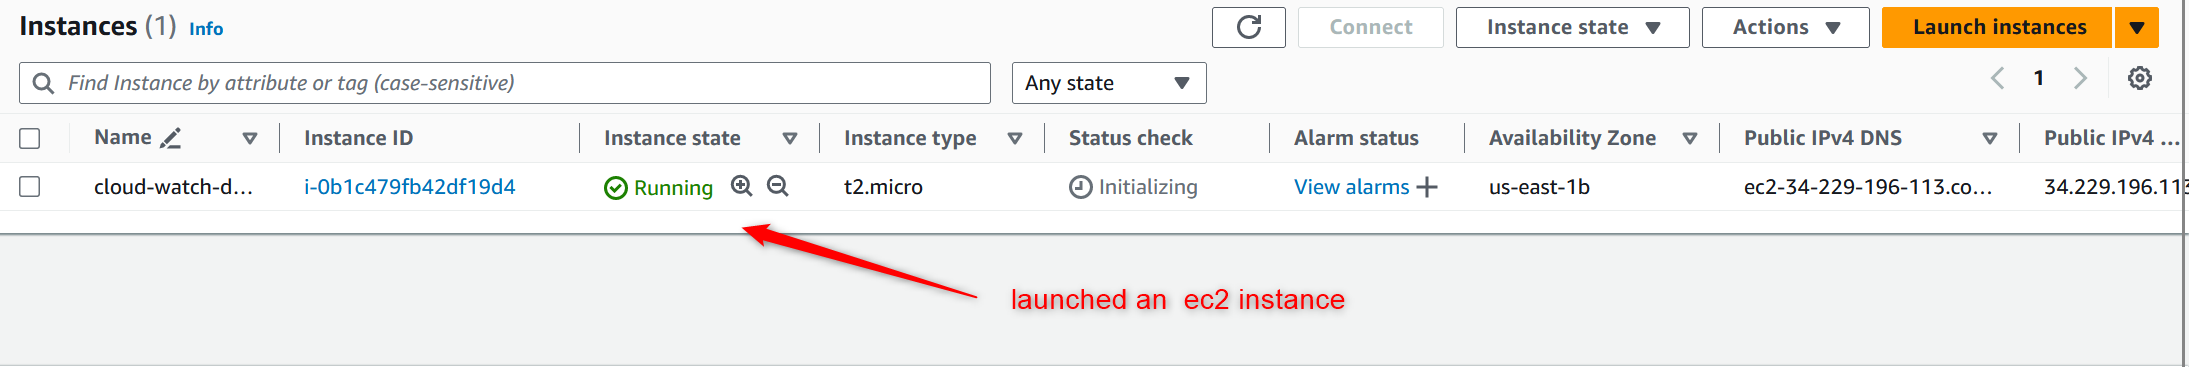 Instances (1) Info Connect Instance state Actions Launch instances
Find Instance by attribute or tag (case-sensitive) Any state 1
Name Instance ID Instance state Instance type Status check Alarm status Availability Zone Public IPv4 DNS Public IPv4 ...
cloud-watch-d... i-0b1c479fb42df19d4 Running t2.micro Initializing View alarms us-east-1b ec2-34-229-196-113.co... 34.229.196.113
launched an ec2 instance